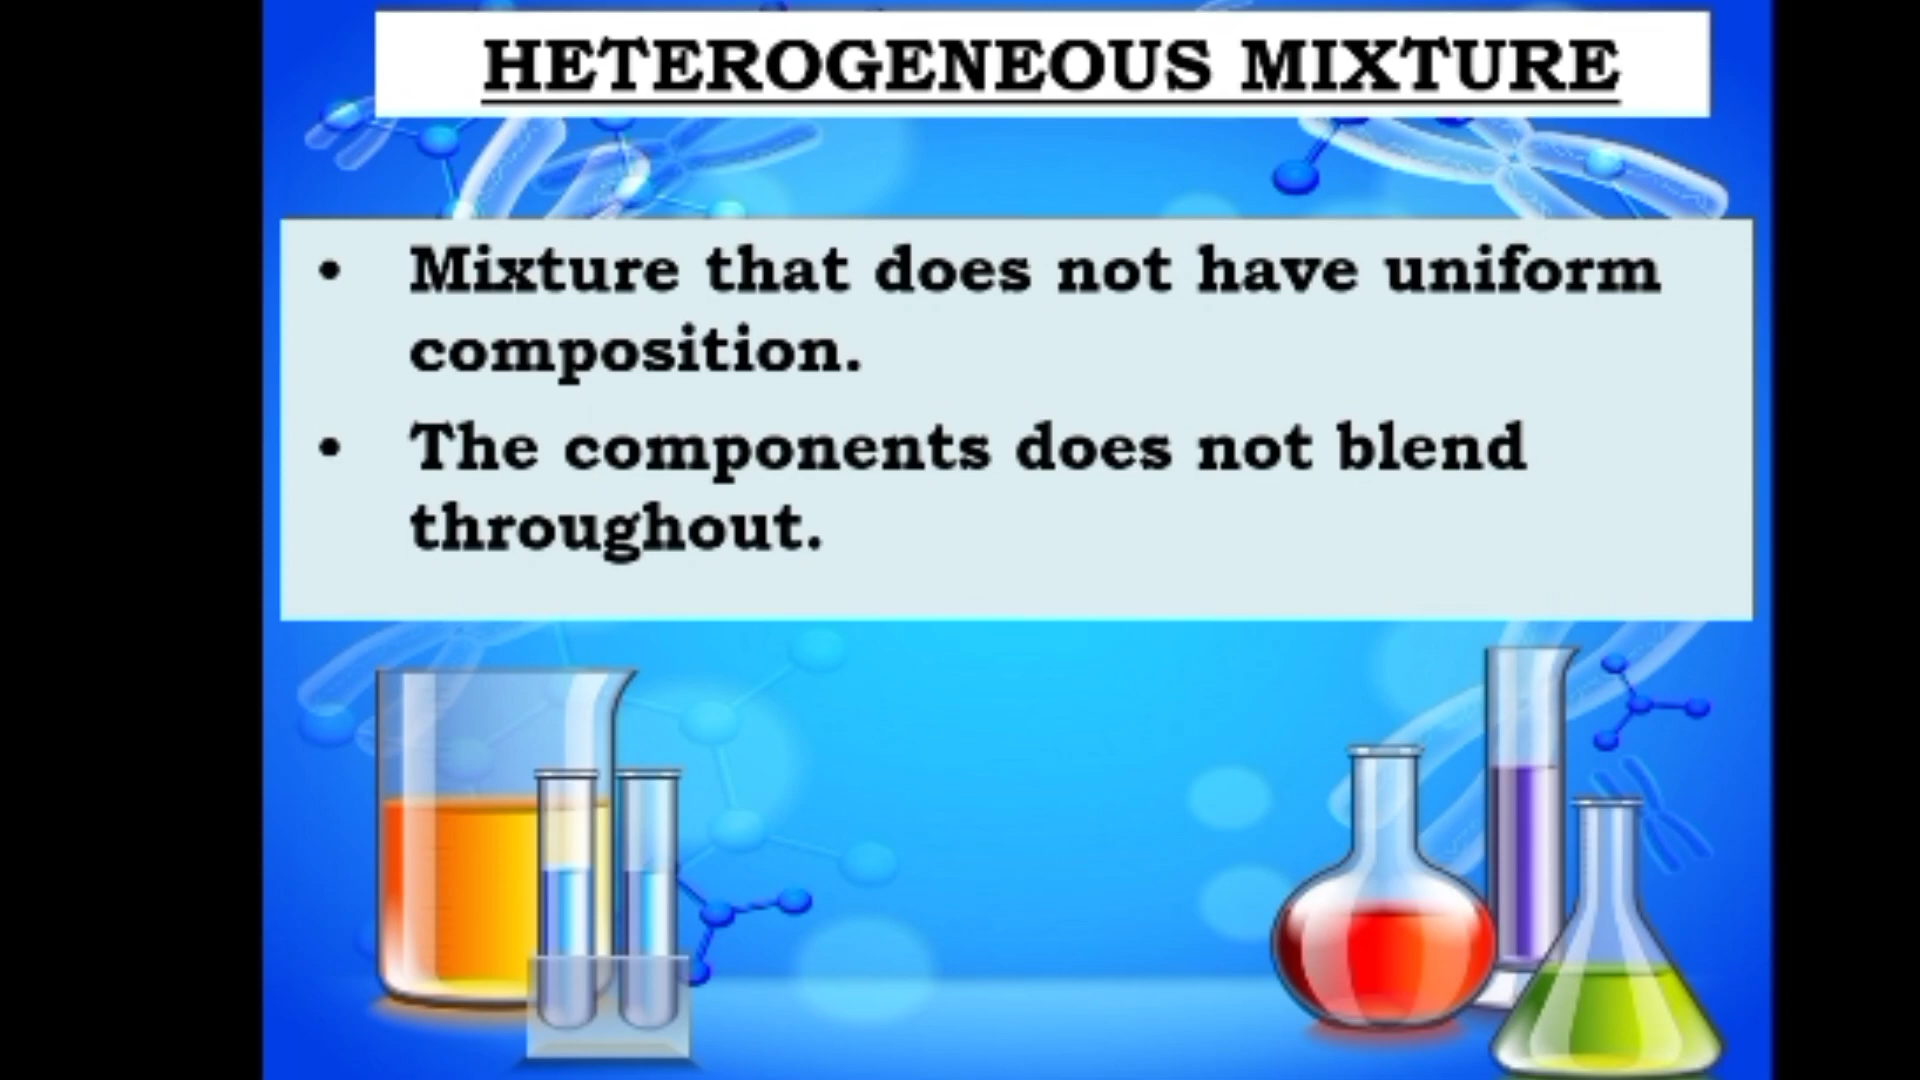 HETEROGENEOUS MIXTURE
• Mixture that does not have uniform
composition.
• The components does not blend
throughout.